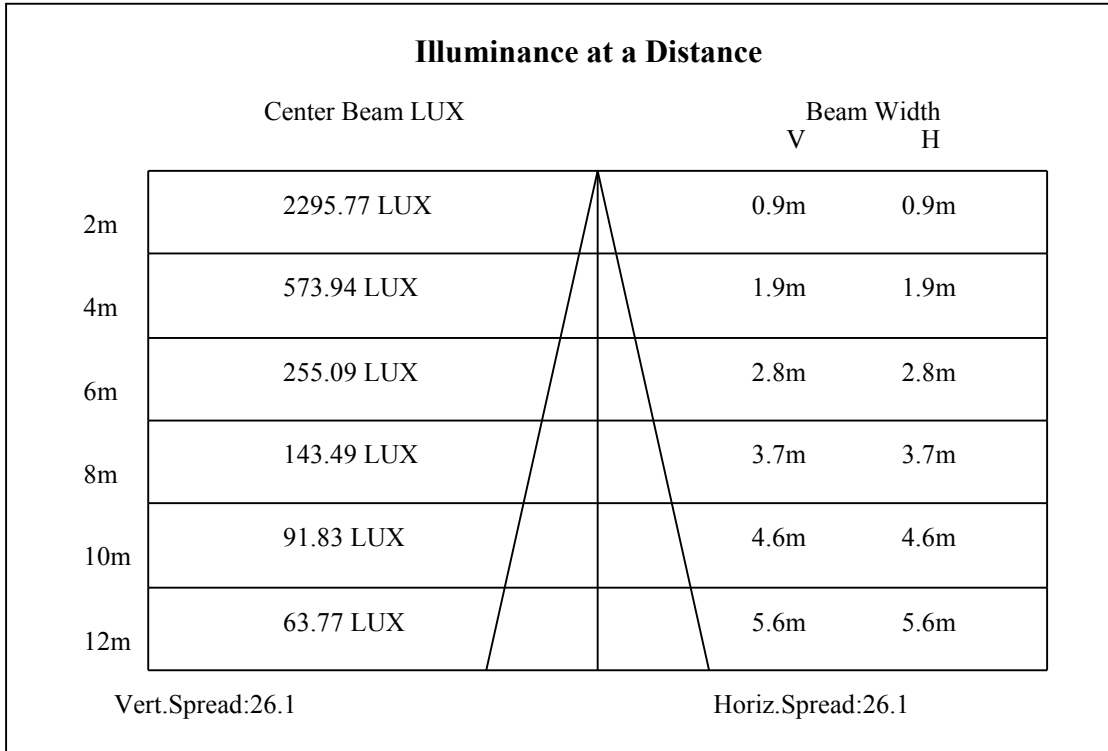 Illuminance at a Distance
Center Beam LUX Beam Width
V H
2m 2295.77 LUX 0.9m 0.9m
4m 573.94 LUX 1.9m 1.9m
6m 255.09 LUX 2.8m 2.8m
8m 143.49 LUX 3.7m 3.7m
10m 91.83 LUX 4.6m 4.6m
12m 63.77 LUX 5.6m 5.6m
Vert.Spread:26.1 Horiz.Spread:26.1